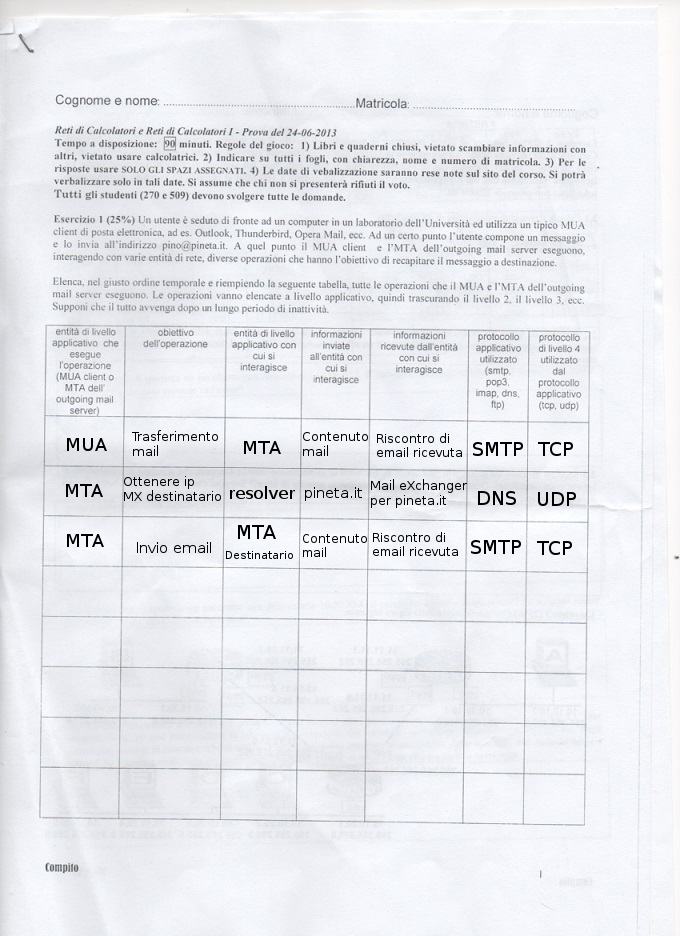 Cognome e nome: ........................................................Matricola: ................................................
Reti di Calcolatori e Reti di Calcolatori I - Prova del 24-06-2013
Tempo a disposizione: 90 minuti. Regole del gioco: 1) Libri e quaderni chiusi, vietato scambiare informazioni con
altri, vietato usare calcolatrici. 2) Indicare su tutti i fogli, con chiarezza, nome e numero di matricola. 3) Per le
risposte usare SOLO GLI SPAZI ASSEGNATI. 4) Le date di vebalizzazione saranno rese note sul sito del corso. Si potrà
verbalizzare solo in tali date. Si assume che chi non si presenterà rifiuti il voto.
Tutti gli studenti (270 e 509) devono svolgere tutte le domande.
Esercizio 1 (25%) Un utente è seduto di fronte ad un computer in un laboratorio dell'Università ed utilizza un tipico MUA
client di posta elettronica, ad es. Outlook, Thunderbird, Opera Mail, ecc. Ad un certo punto l'utente compone un messaggio
e lo invia all'indirizzo pino@pineta.it. A quel punto il MUA client e l'MTA dell'outgoing mail server eseguono,
interagendo con varie entità di rete, diverse operazioni che hanno l'obiettivo di recapitare il messaggio a destinazione.
Elenca, nel giusto ordine temporale e riempiendo la seguente tabella, tutte le operazioni che il MUA e l'MTA dell'outgoing
mail server eseguono. Le operazioni vanno elencate a livello applicativo, quindi trascurando il livello 2, il livello 3, ecc.
Supponi che il tutto avvenga dopo un lungo periodo di inattività.
entità di livello
applicativo che
esegue
l'operazione
(MUA client o
MTA dell'
outgoing mail
server)
obiettivo
dell'operazione
entità di livello
applicativo con
cui si
interagisce
informazioni
inviate
all'entità con
cui si
interagisce
informazioni
ricevute dall'entità
con cui si
interagisce
protocollo
applicativo
utilizzato
(smtp,
pop3,
imap, dns,
ftp)
protocollo
di livello 4
utilizzato
dal
protocollo
applicativo
(tcp, udp)
MUA
Trasferimento
mail
MTA
Contenuto
mail
Riscontro di
email ricevuta
SMTP
TCP
MTA
Ottenere ip
MX destinatario
resolver
pineta.it
Mail eXchanger
per pineta.it
DNS
UDP
MTA
Invio email
MTA
Destinatario
Contenuto
mail
Riscontro di
email ricevuta
SMTP
TCP
Compito
1